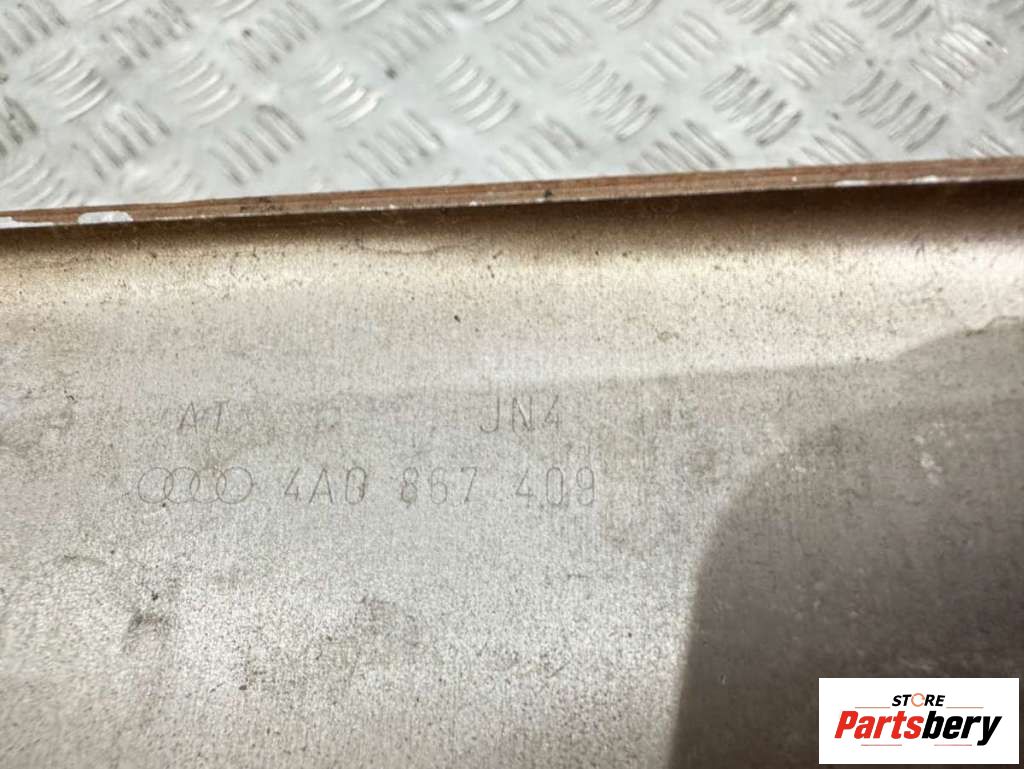 AT JN4
4A0 867 409
STORE
Partsbery